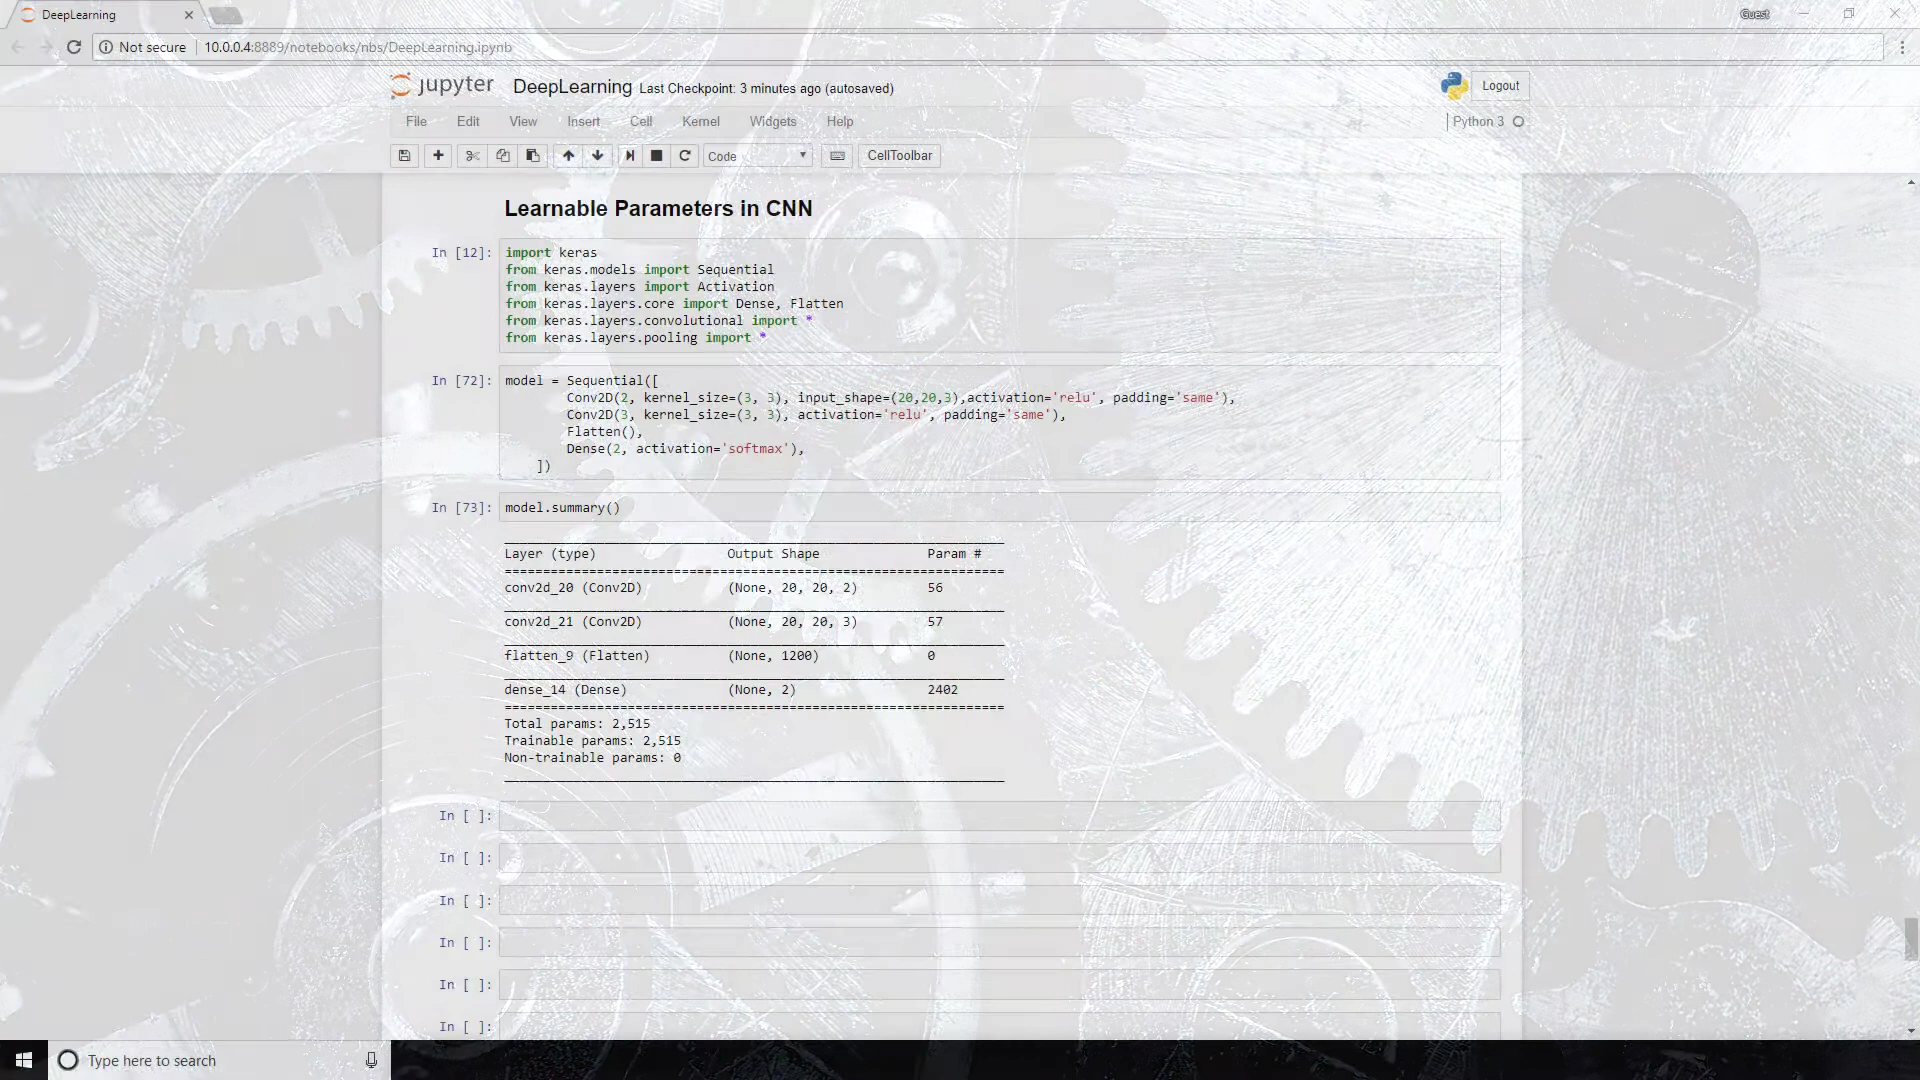 DeepLearning
Guest
Not secure
10.0.0.4:8889/notebooks/nbs/DeepLearning.ipynb
jupyter DeepLearning Last Checkpoint: 3 minutes ago (autosaved)
Logout
File Edit View Insert Cell Kernel Widgets Help
Python 3
Code
CellToolbar
Learnable Parameters in CNN
In [12]:
import keras
from keras.models import Sequential
from keras.layers import Activation
from keras.layers.core import Dense, Flatten
from keras.layers.convolutional import *
from keras.layers.pooling import *
In [72]:
model = Sequential([
Conv2D(2, kernel_size=(3, 3), input_shape=(20,20,3),activation='relu', padding='same'),
Conv2D(3, kernel_size=(3, 3), activation='relu', padding='same'),
Flatten(),
Dense(2, activation='softmax'),
])
In [73]:
model.summary()
Layer (type) Output Shape Param #
=================================================================
conv2d_20 (Conv2D) (None, 20, 20, 2) 56
conv2d_21 (Conv2D) (None, 20, 20, 3) 57
flatten_9 (Flatten) (None, 1200) 0
dense_14 (Dense) (None, 2) 2402
=================================================================
Total params: 2,515
Trainable params: 2,515
Non-trainable params: 0
In [ ]:
In [ ]:
In [ ]:
In [ ]:
In [ ]:
In [ ]:
Type here to search